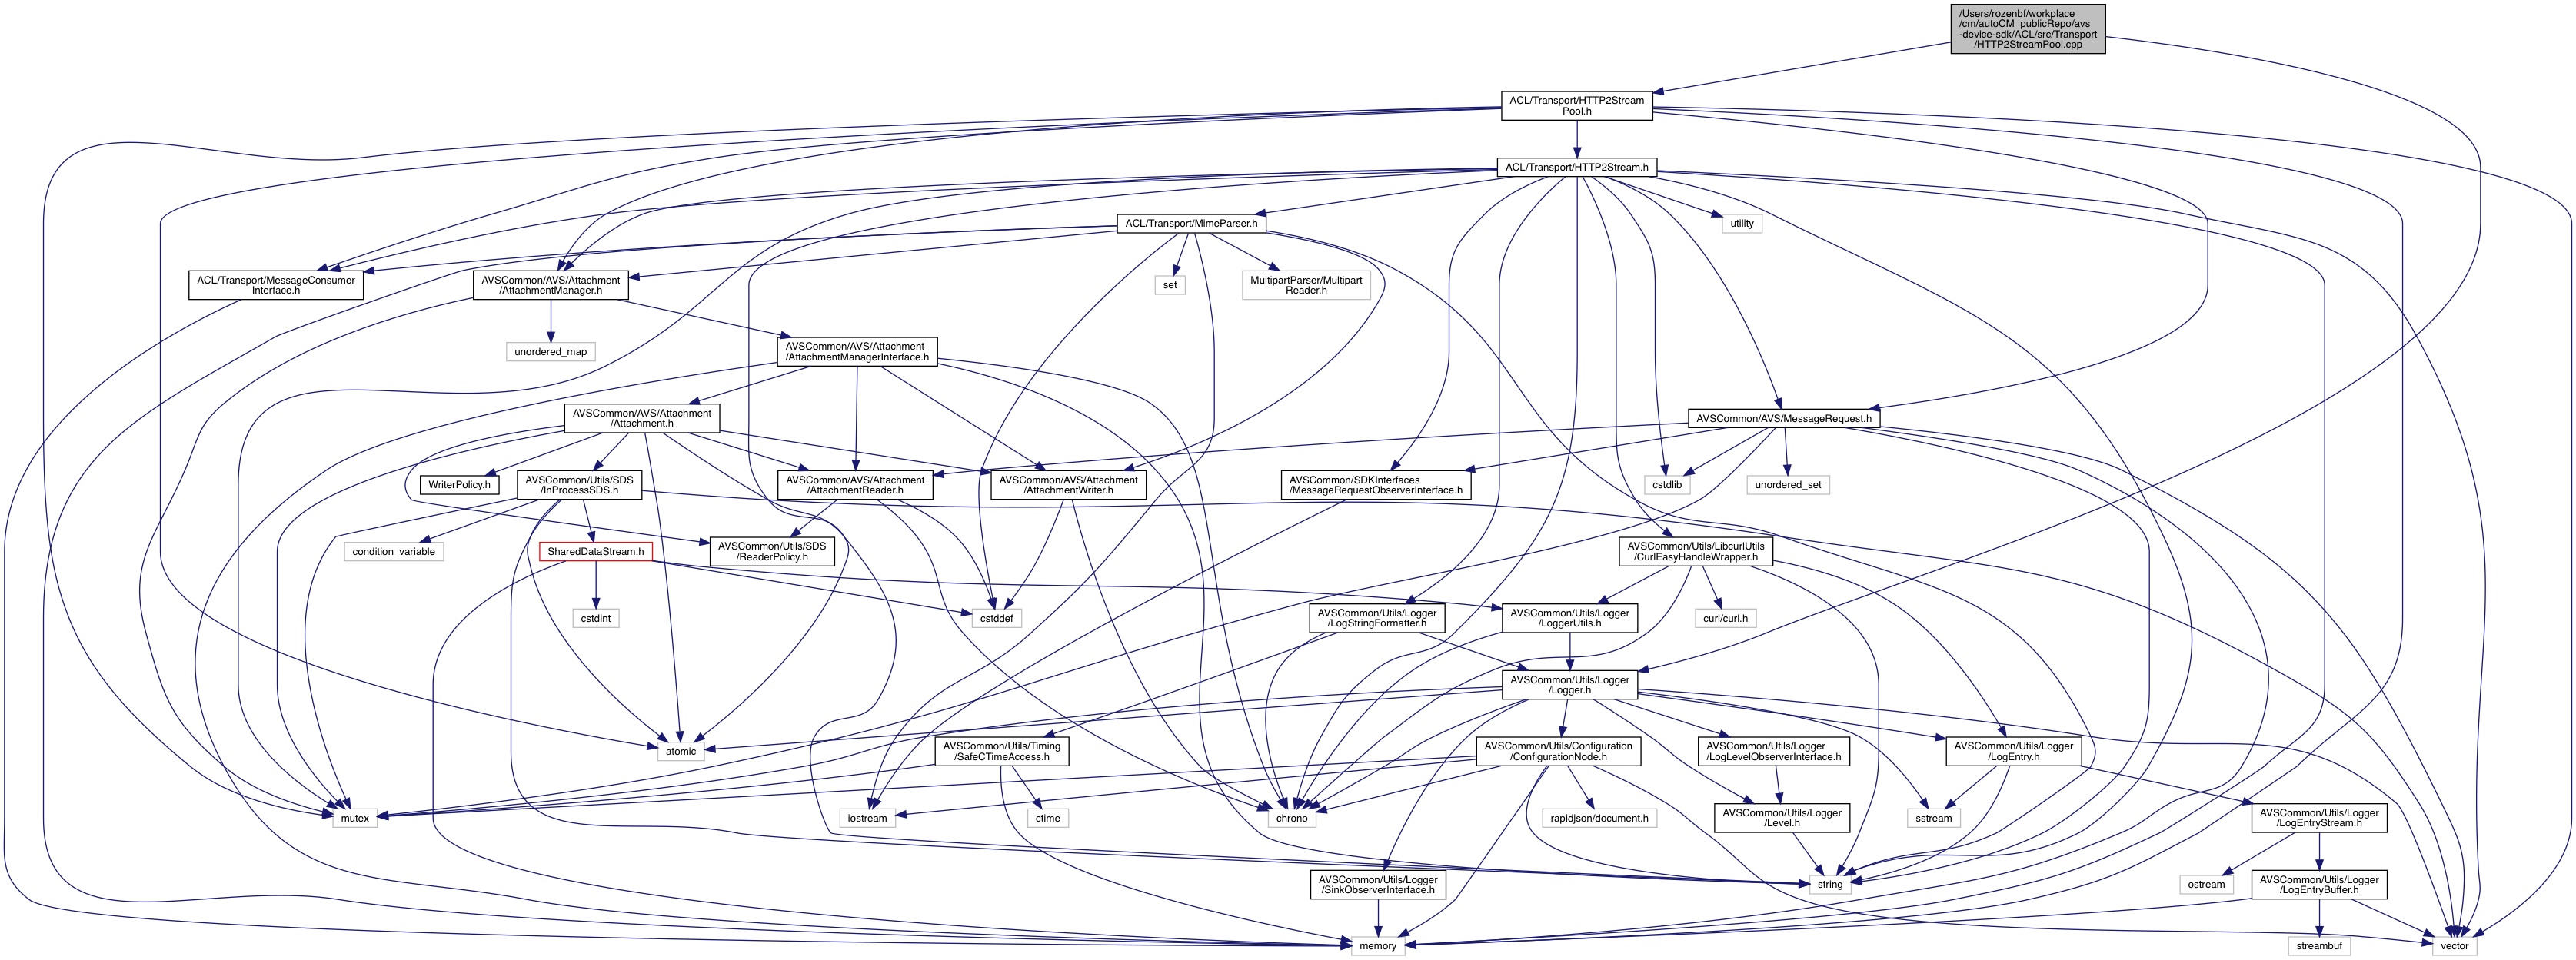 /Users/rozenbf/workplace
/cm/autoCM_publicRepo/avs
-device-sdk/ACL/src/Transport
/HTTP2StreamPool.cpp
ACL/Transport/HTTP2Stream
Pool.h
ACL/Transport/HTTP2Stream.h
ACL/Transport/MimeParser.h
utility
ACL/Transport/MessageConsumer
Interface.h
AVSCommon/AVS/Attachment
/AttachmentManager.h
set
MultipartParser/Multipart
Reader.h
unordered_map
AVSCommon/AVS/Attachment
/AttachmentManagerInterface.h
AVSCommon/AVS/Attachment
/Attachment.h
AVSCommon/AVS/MessageRequest.h
WriterPolicy.h
AVSCommon/Utils/SDS
/InProcessSDS.h
AVSCommon/AVS/Attachment
/AttachmentReader.h
AVSCommon/AVS/Attachment
/AttachmentWriter.h
AVSCommon/SDKInterfaces
/MessageRequestObserverInterface.h
cstdlib
unordered_set
condition_variable
SharedDataStream.h
AVSCommon/Utils/SDS
/ReaderPolicy.h
AVSCommon/Utils/LibcurlUtils
/CurlEasyHandleWrapper.h
cstdint
cstddef
AVSCommon/Utils/Logger
/LogStringFormatter.h
AVSCommon/Utils/Logger
/LoggerUtils.h
curl/curl.h
AVSCommon/Utils/Logger
/Logger.h
atomic
AVSCommon/Utils/Timing
/SafeCTimeAccess.h
AVSCommon/Utils/Configuration
/ConfigurationNode.h
AVSCommon/Utils/Logger
/LogLevelObserverInterface.h
AVSCommon/Utils/Logger
/LogEntry.h
mutex
iostream
ctime
chrono
rapidjson/document.h
AVSCommon/Utils/Logger
/Level.h
sstream
AVSCommon/Utils/Logger
/LogEntryStream.h
AVSCommon/Utils/Logger
/SinkObserverInterface.h
string
ostream
AVSCommon/Utils/Logger
/LogEntryBuffer.h
memory
streambuf
vector